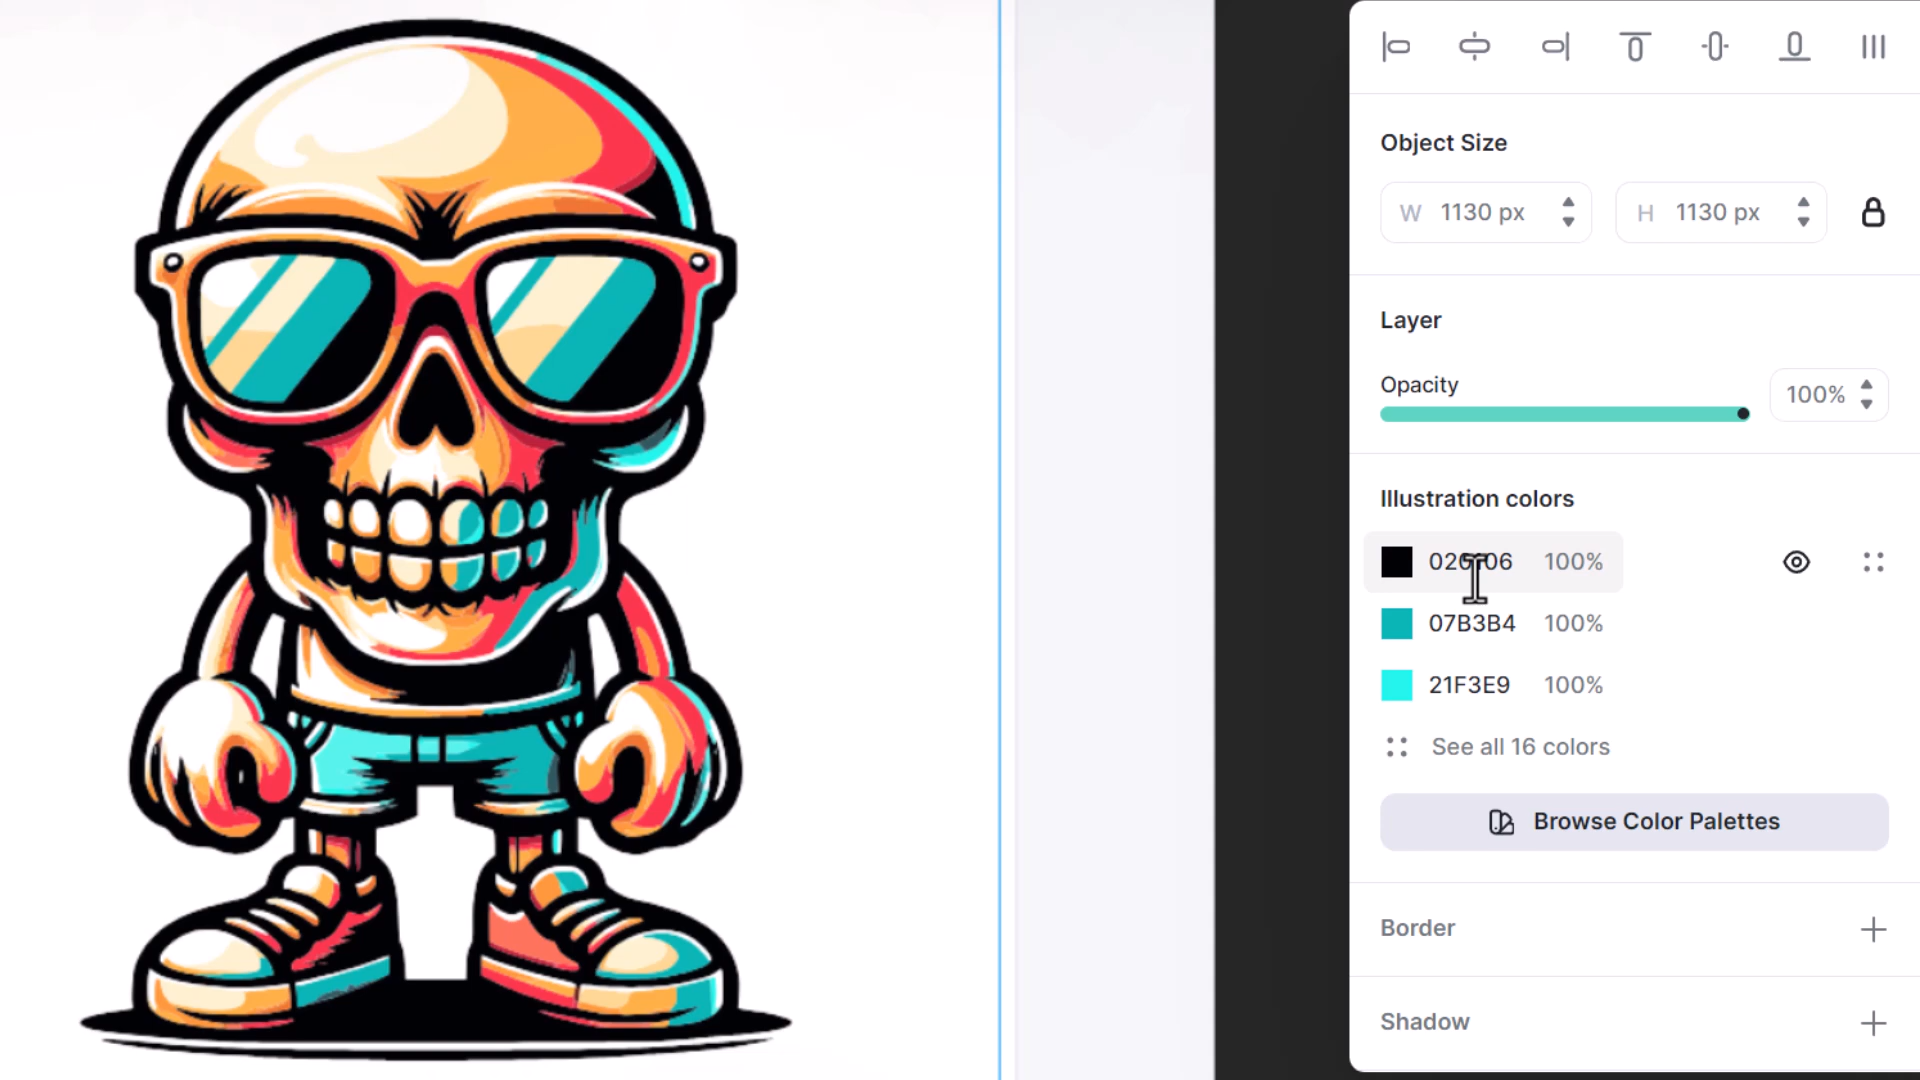 Object Size
W 1130 px H 1130 px
Layer
Opacity
100%
Illustration colors
100%
07B3B4 100%
21F3E9 100%
See all 16 colors
Browse Color Palettes
Border
Shadow